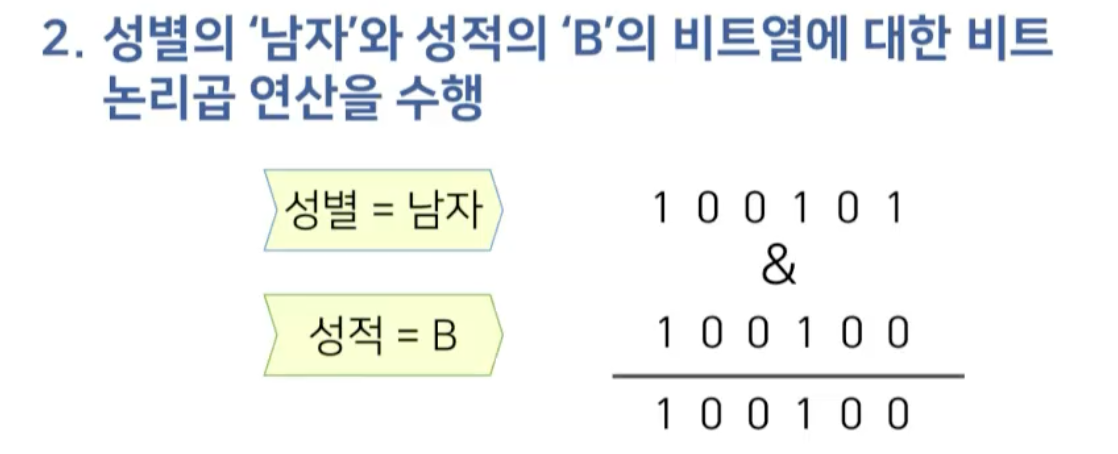 2. 성별의 ‘남자’와 성적의 ‘B’의 비트열에 대한 비트
논리곱 연산을 수행
성별 = 남자
1 0 0 1 0 1
&
성적 = B
1 0 0 1 0 0
1 0 0 1 0 0